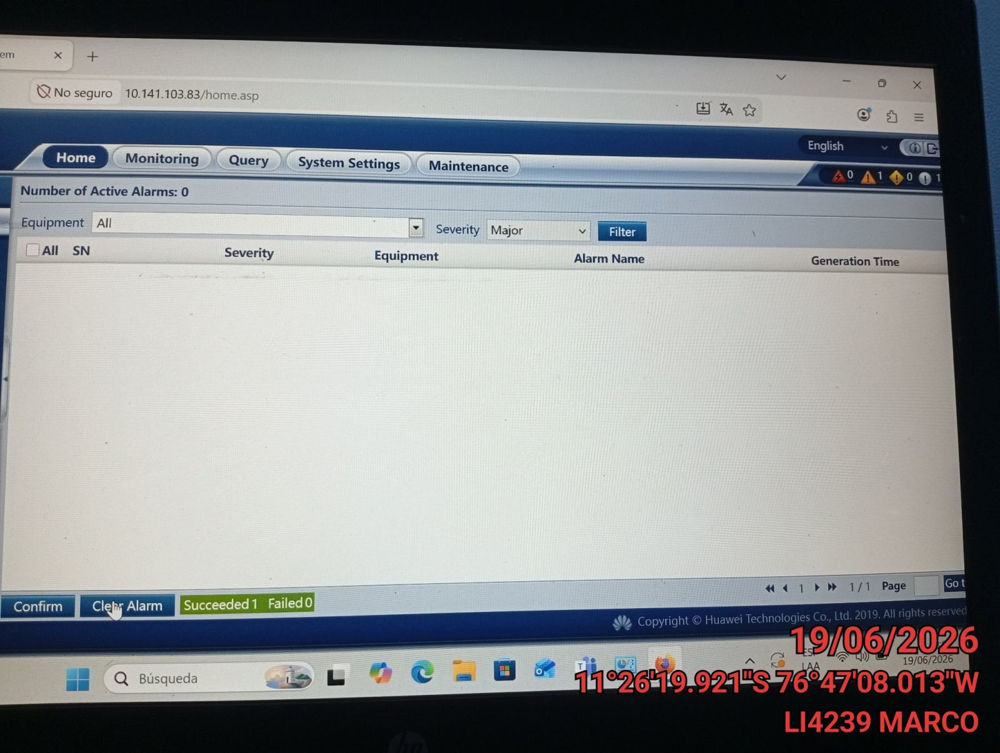 em
No seguro 10.141.103.83/home.asp
English
Home Monitoring Query System Settings Maintenance
0 1 0 1
Number of Active Alarms: 0
Equipment All Severity Major Filter
All SN Severity Equipment Alarm Name Generation Time
1 1/1 Page Go t
Confirm Clear Alarm Succeeded 1 Failed 0
Copyright © Huawei Technologies Co., Ltd. 2019. All rights reserved
19/06/2026
Búsqueda
LAA
19/06/2026
11°26'19.921"S 76°47'08.013"W
LI4239 MARCO
hp